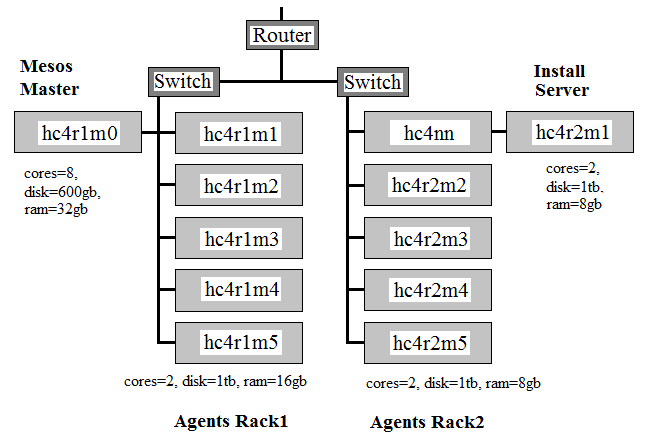 Router
Mesos
Master
Switch
Switch
Install
Server
hc4r1m0
hc4r1m1
hc4nn
hc4r2m1
cores=8,
disk=600gb,
ram=32gb
hc4r1m2
hc4r2m2
cores=2,
disk=1tb,
ram=8gb
hc4r1m3
hc4r2m3
hc4r1m4
hc4r2m4
hc4r1m5
hc4r2m5
cores=2, disk=1tb, ram=16gb
cores=2, disk=1tb, ram=8gb
Agents Rack1
Agents Rack2